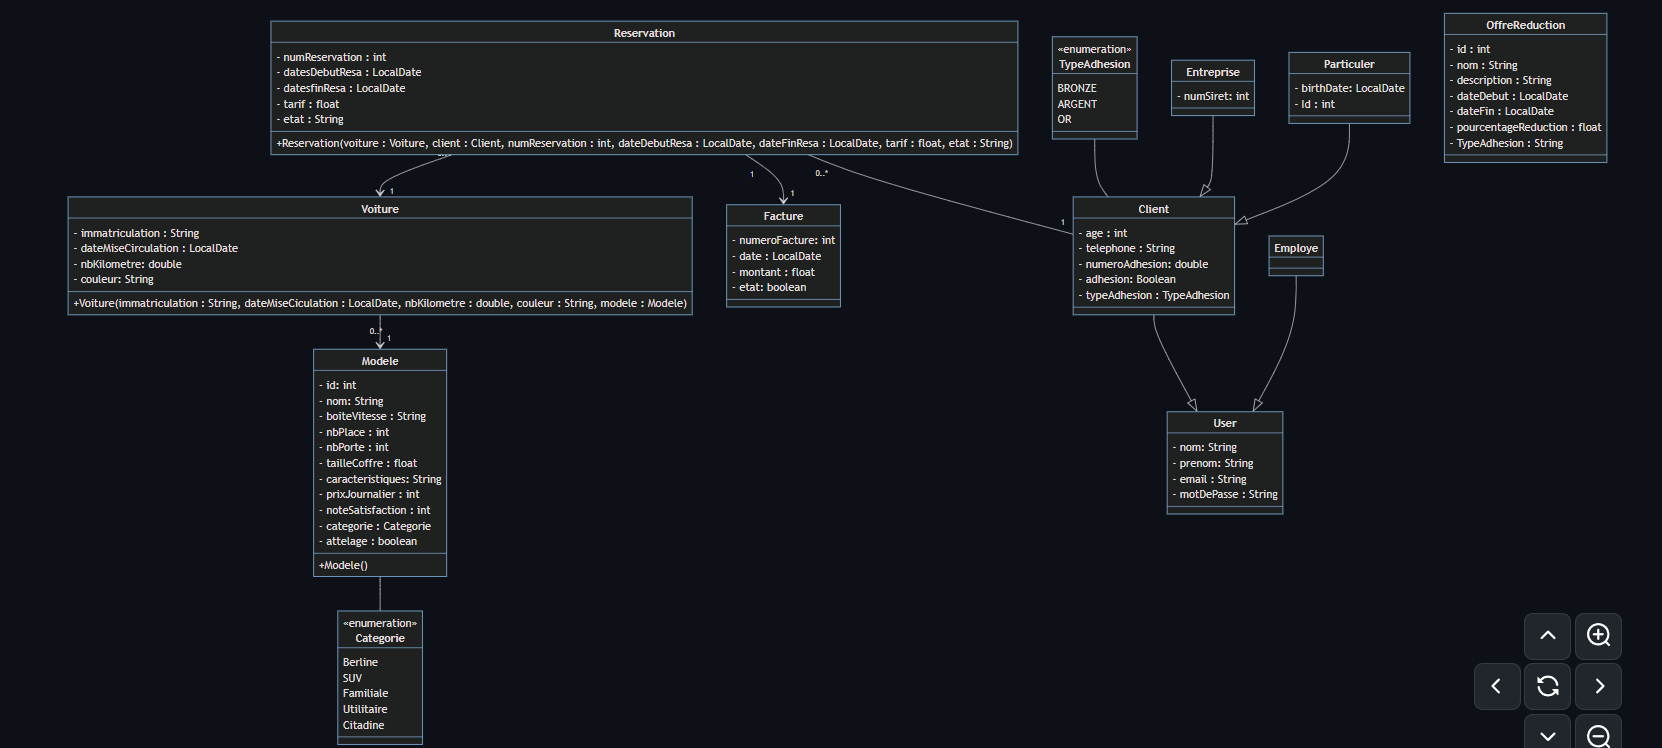 Reservation
- numReservation : int
- datesDebutResa : LocalDate
- datesfinResa : LocalDate
- tarif : float
- etat : String
+Reservation(voiture : Voiture, client : Client, numReservation : int, dateDebutResa : LocalDate, dateFinResa : LocalDate, tarif : float, etat : String)
«enumeration»
TypeAdhesion
BRONZE
ARGENT
OR
Entreprise
- numSiret: int
Particuler
- birthDate: LocalDate
- Id : int
OffreReduction
- id : int
- nom : String
- description : String
- dateDebut : LocalDate
- dateFin : LocalDate
- pourcentageReduction : float
- TypeAdhesion : String
1
1
1
0..*
1
Voiture
- immatriculation : String
- dateMiseCirculation : LocalDate
- nbKilometre: double
- couleur: String
+Voiture(immatriculation : String, dateMiseCiculation : LocalDate, nbKilometre : double, couleur : String, modele : Modele)
Facture
- numeroFacture: int
- date : LocalDate
- montant : float
- etat: boolean
Client
- age : int
- telephone : String
- numeroAdhesion: double
- adhesion: Boolean
- typeAdhesion : TypeAdhesion
Employe
0..*
1
Modele
- id: int
- nom: String
- boiteVitesse : String
- nbPlace : int
- nbPorte : int
- tailleCoffre : float
- caracteristiques: String
- prixJournalier : int
- noteSatisfaction : int
- categorie : Categorie
- attelage : boolean
+Modele()
User
- nom: String
- prenom: String
- email : String
- motDePasse : String
«enumeration»
Categorie
Berline
SUV
Familiale
Utilitaire
Citadine